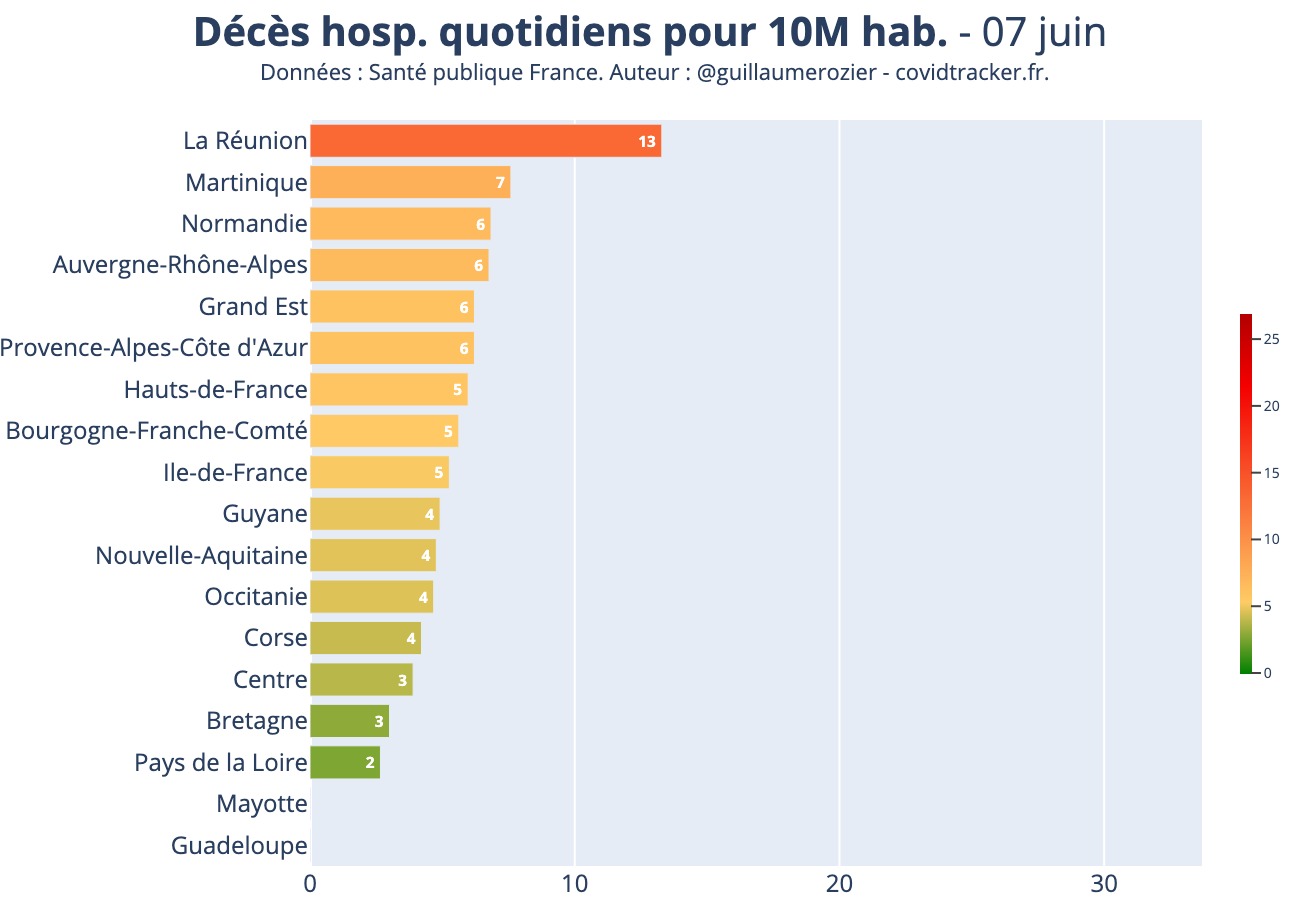 Décès hosp. quotidiens pour 10M hab. - 07 juin
Données : Santé publique France. Auteur : @guillaumerozier - covidtracker.fr.
La Réunion 13
Martinique 7
Normandie 6
Auvergne-Rhône-Alpes 6
Grand Est 6
Provence-Alpes-Côte d'Azur 6
Hauts-de-France 5
Bourgogne-Franche-Comté 5
Ile-de-France 5
Guyane 4
Nouvelle-Aquitaine 4
Occitanie 4
Corse 4
Centre 3
Bretagne 3
Pays de la Loire 2
Mayotte
Guadeloupe
0 10 20 30
25
20
15
10
5
0